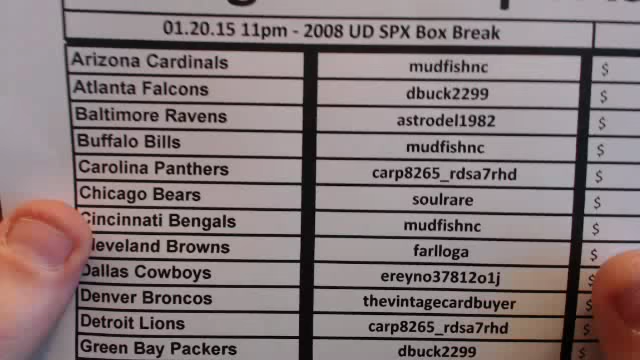 01.20.15 11pm - 2008 UD SPX Box Break
Arizona Cardinals mudfishnc $
Atlanta Falcons dbuck2299 $
Baltimore Ravens astrodel1982 $
Buffalo Bills mudfishnc $
Carolina Panthers carp8265_rdsa7rhd $
Chicago Bears soulrare $
Cincinnati Bengals mudfishnc $
leveland Browns farlloga $
Dallas Cowboys ereyno37812o1j $
Denver Broncos thevintagecardbuyer
Detroit Lions carp8265_rdsa7rhd
Green Bay Packers dbuck2299 $